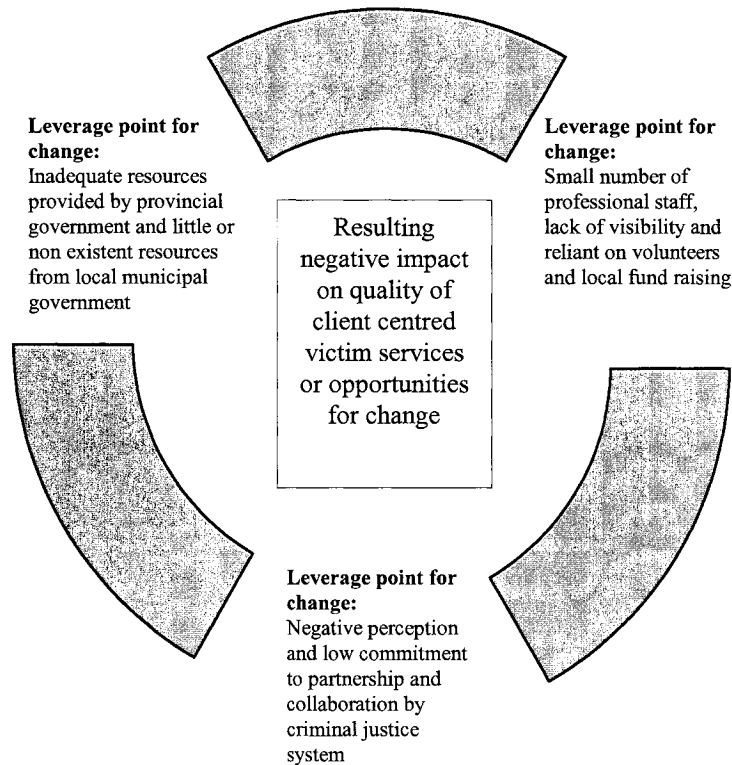 Leverage point for
change:
Inadequate resources
provided by provincial
government and little or
non existent resources
from local municipal
government
Leverage point for
change:
Small number of
professional staff,
lack of visibility and
reliant on volunteers
and local fund raising
Resulting
negative impact
on quality of
client centred
victim services
or opportunities
for change
Leverage point for
change:
Negative perception
and low commitment
to partnership and
collaboration by
criminal justice
system